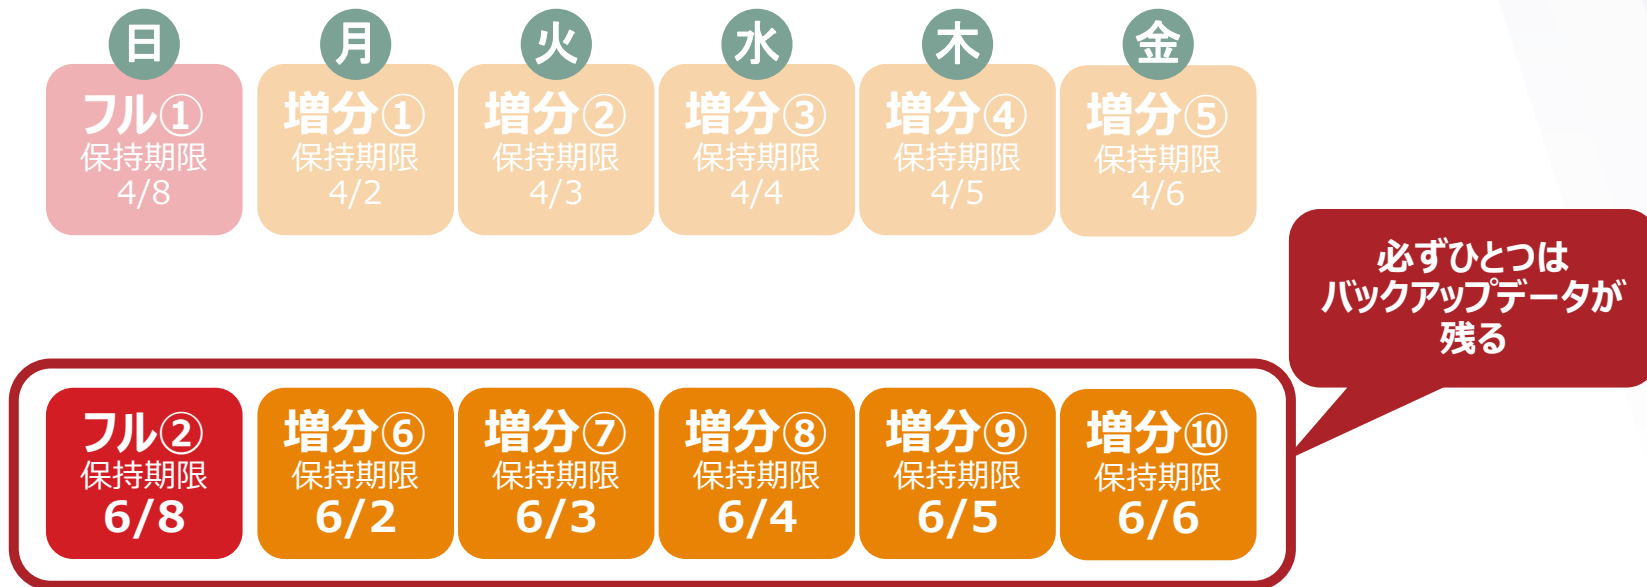 日
月
火
水
木
金
フル①
保持期限
4/8
増分①
保持期限
4/2
増分②
保持期限
4/3
増分③
保持期限
4/4
増分④
保持期限
4/5
増分⑤
保持期限
4/6
必ずひとつは
バックアップデータが
残る
フル②
保持期限
6/8
増分⑥
保持期限
6/2
増分⑦
保持期限
6/3
増分⑧
保持期限
6/4
増分⑨
保持期限
6/5
増分⑩
保持期限
6/6